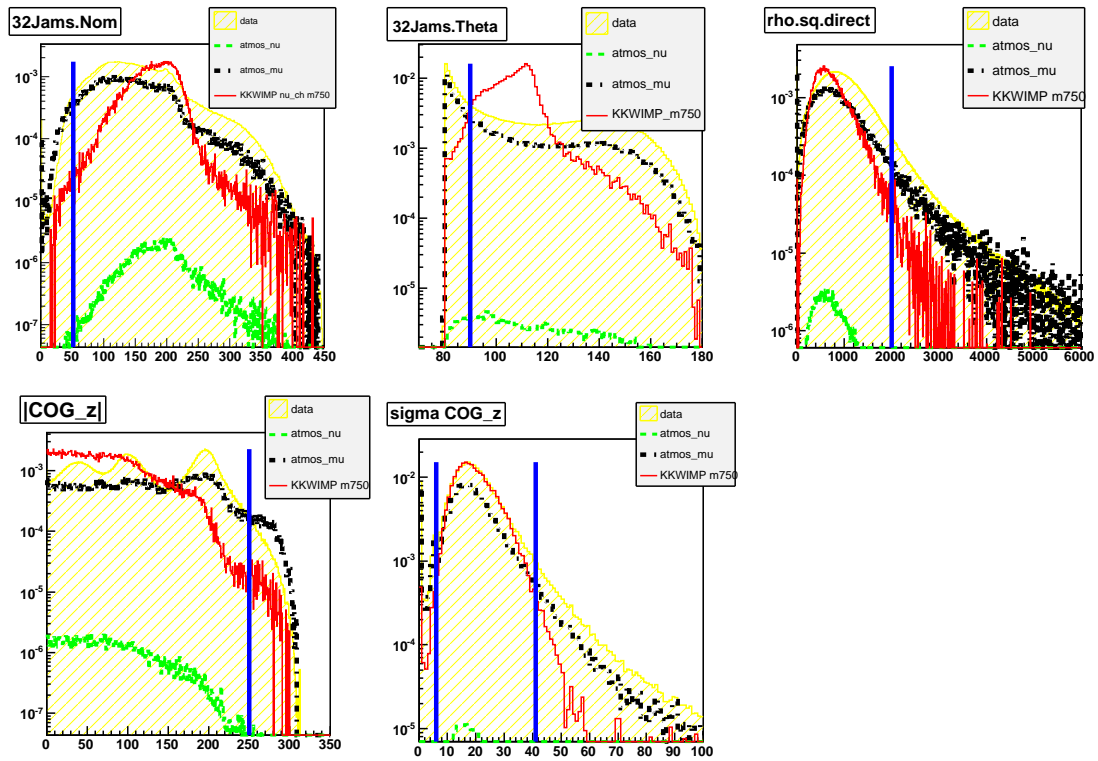 32Jams.Nom
data
atmos_nu
atmos_mu
KKWIMP nu_ch m750
10^-3
10^-4
10^-5
10^-6
10^-7
0 50 100 150 200 250 300 350 400 450
32Jams.Theta
data
atmos_nu
atmos_mu
KKWIMP_m750
10^-2
10^-3
10^-4
10^-5
80 100 120 140 160 180
rho.sq.direct
data
atmos_nu
atmos_mu
KKWIMP m750
10^-3
10^-4
10^-5
10^-6
0 1000 2000 3000 4000 5000 6000
|COG_z|
data
atmos_nu
atmos_mu
KKWIMP m750
10^-3
10^-4
10^-5
10^-6
10^-7
0 50 100 150 200 250 300 350
sigma COG_z
data
atmos_nu
atmos_mu
KKWIMP m750
10^-2
10^-3
10^-4
10^-5
0 10 20 30 40 50 60 70 80 90 100